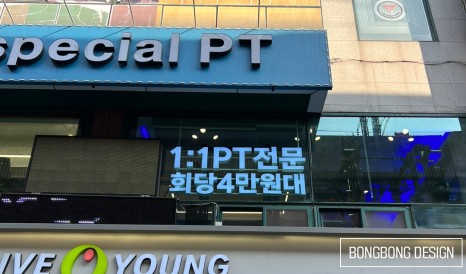 special PT
1:1PT전문
회당4만원대
IVE YOUNG
BONGBONG DESIGN